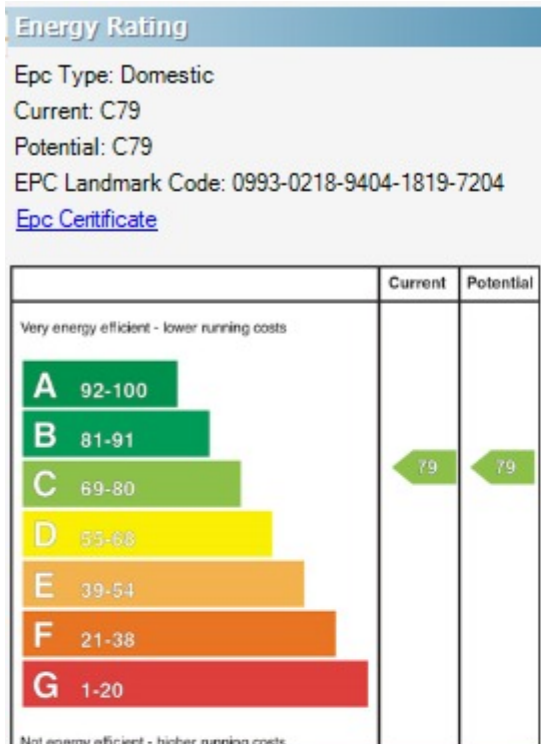 Energy Rating
Epc Type: Domestic
Current: C79
Potential: C79
EPC Landmark Code: 0993-0218-9404-1819-7204
Epc Ceritificate
Current Potential
Very energy efficient - lower running costs
A 92-100
B 81-91
C 69-80 79 79
D 55-68
E 39-54
F 21-38
G 1-20
Not energy efficient - higher running costs